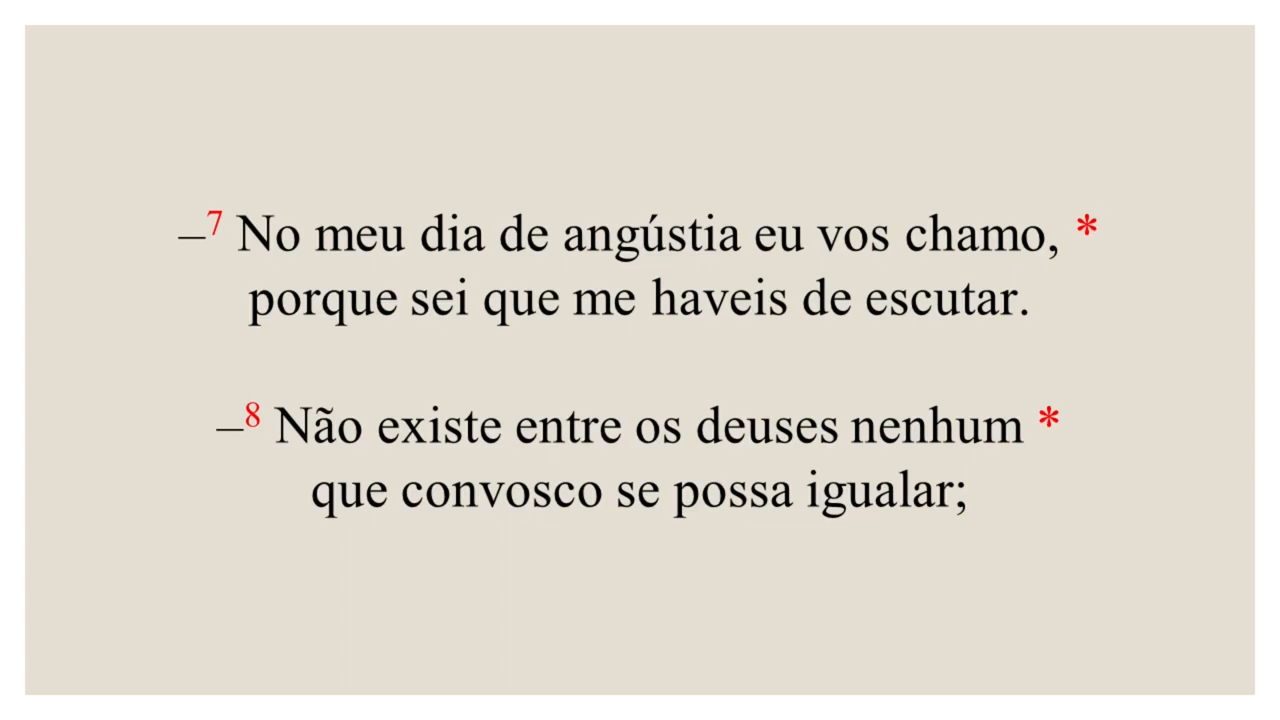 –7 No meu dia de angústia eu vos chamo, *
porque sei que me haveis de escutar.
–8 Não existe entre os deuses nenhum *
que convosco se possa igualar;